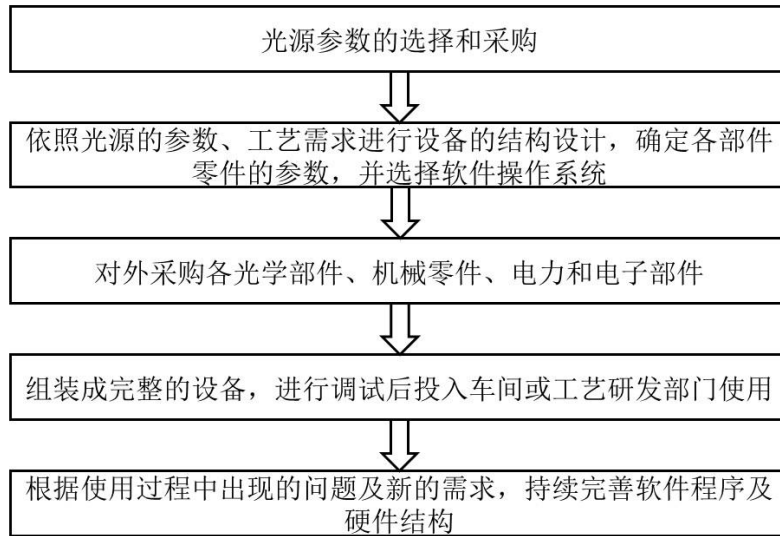 光源参数的选择和采购
依照光源的参数、工艺需求进行设备的结构设计，确定各部件
零件的参数，并选择软件操作系统
对外采购各光学部件、机械零件、电力和电子部件
组装成完整的设备，进行调试后投入车间或工艺研发部门使用
根据使用过程中出现的问题及新的需求，持续完善软件程序及
硬件结构